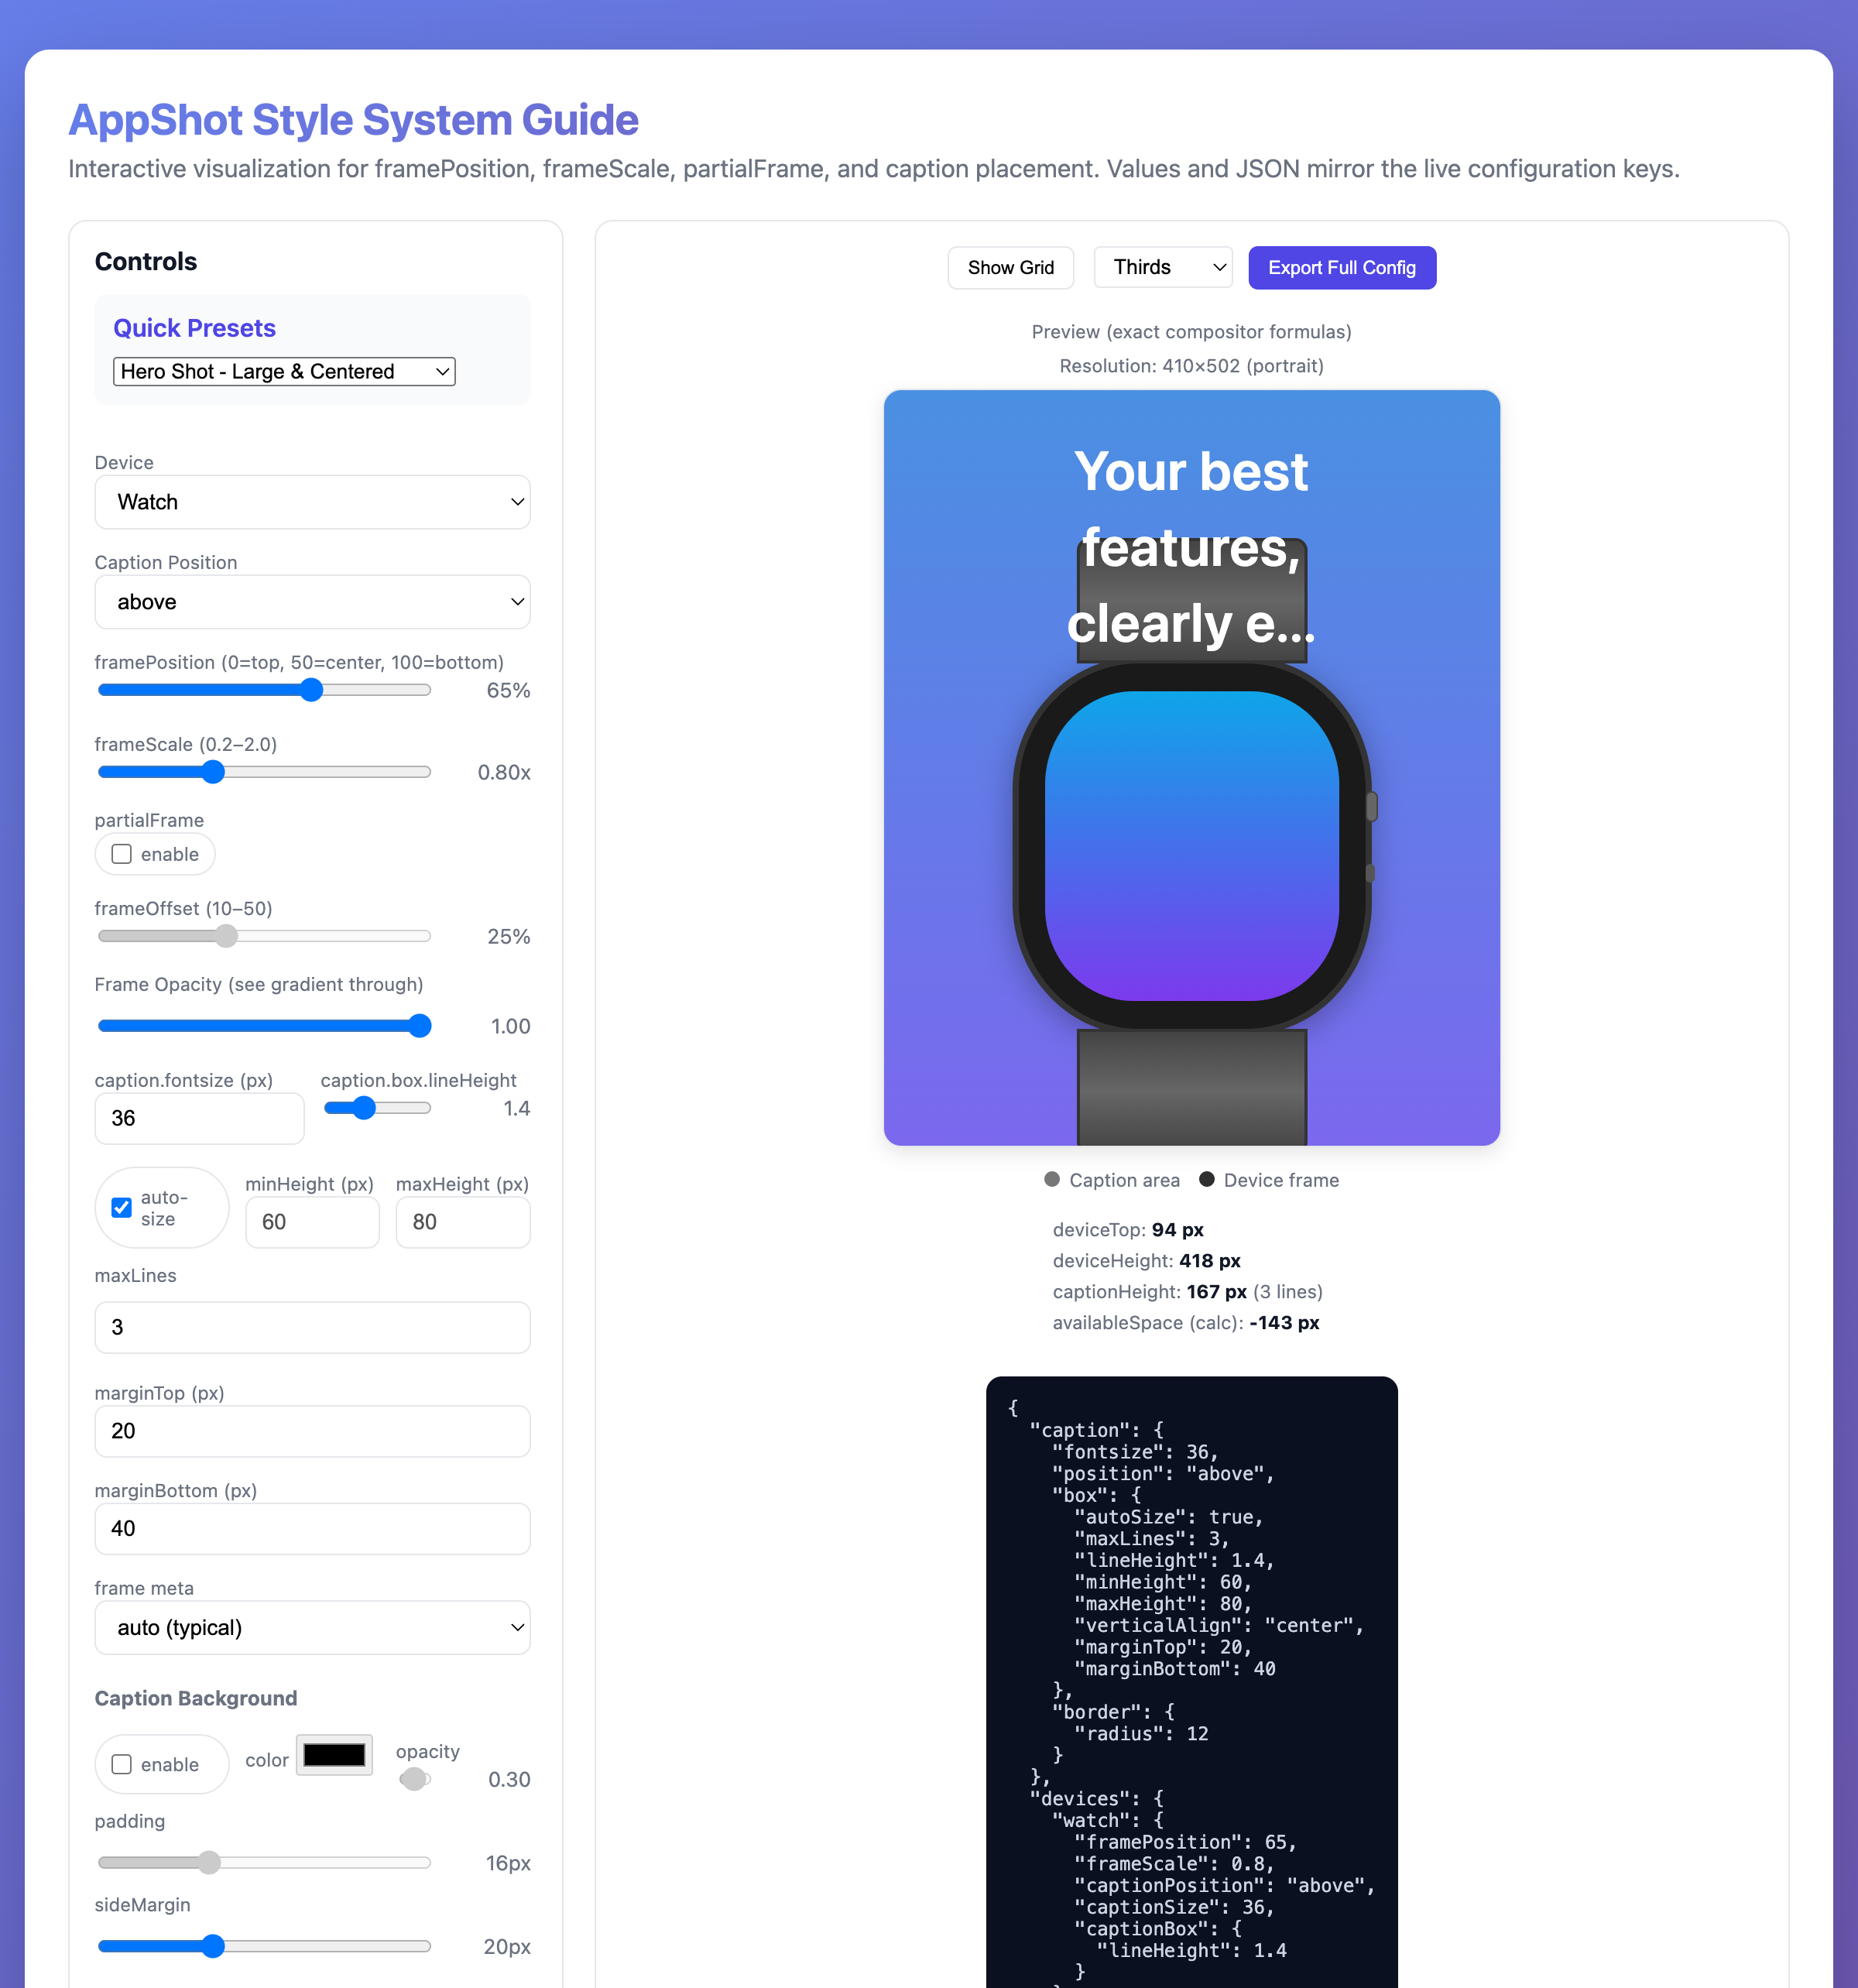 AppShot Style System Guide
Interactive visualization for framePosition, frameScale, partialFrame, and caption placement. Values and JSON mirror the live configuration keys.
Controls
Quick Presets
Hero Shot - Large & Centered
Device
Watch
Caption Position
above
framePosition (0=top, 50=center, 100=bottom)
65%
frameScale (0.2–2.0)
0.80x
partialFrame
enable
frameOffset (10–50)
25%
Frame Opacity (see gradient through)
1.00
caption.fontsize (px)
36
caption.box.lineHeight
1.4
auto-
size
minHeight (px)
60
maxHeight (px)
80
maxLines
3
marginTop (px)
20
marginBottom (px)
40
frame meta
auto (typical)
Caption Background
enable
color
opacity
0.30
padding
16px
sideMargin
20px
Show Grid
Thirds
Export Full Config
Preview (exact compositor formulas)
Resolution: 410×502 (portrait)
Your best
features,
clearly e...
Caption area
Device frame
deviceTop: 94 px
deviceHeight: 418 px
captionHeight: 167 px (3 lines)
availableSpace (calc): -143 px
{
"caption": {
"fontsize": 36,
"position": "above",
"box": {
"autoSize": true,
"maxLines": 3,
"lineHeight": 1.4,
"minHeight": 60,
"maxHeight": 80,
"verticalAlign": "center",
"marginTop": 20,
"marginBottom": 40
},
"border": {
"radius": 12
}
},
"devices": {
"watch": {
"framePosition": 65,
"frameScale": 0.8,
"captionPosition": "above",
"captionSize": 36,
"captionBox": {
"lineHeight": 1.4
}